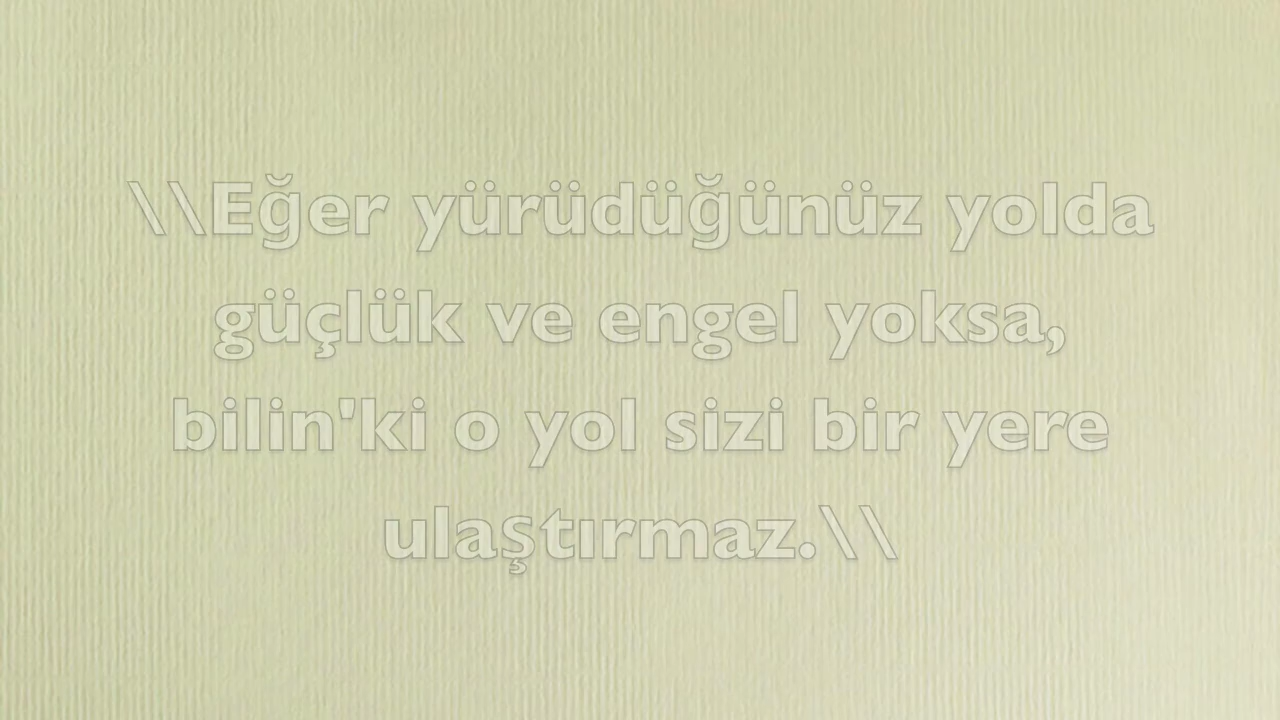 \\Eğer yürüdüğünüz yolda
güçlük ve engel yoksa,
bilin'ki o yol sizi bir yere
ulaştırmaz.\\